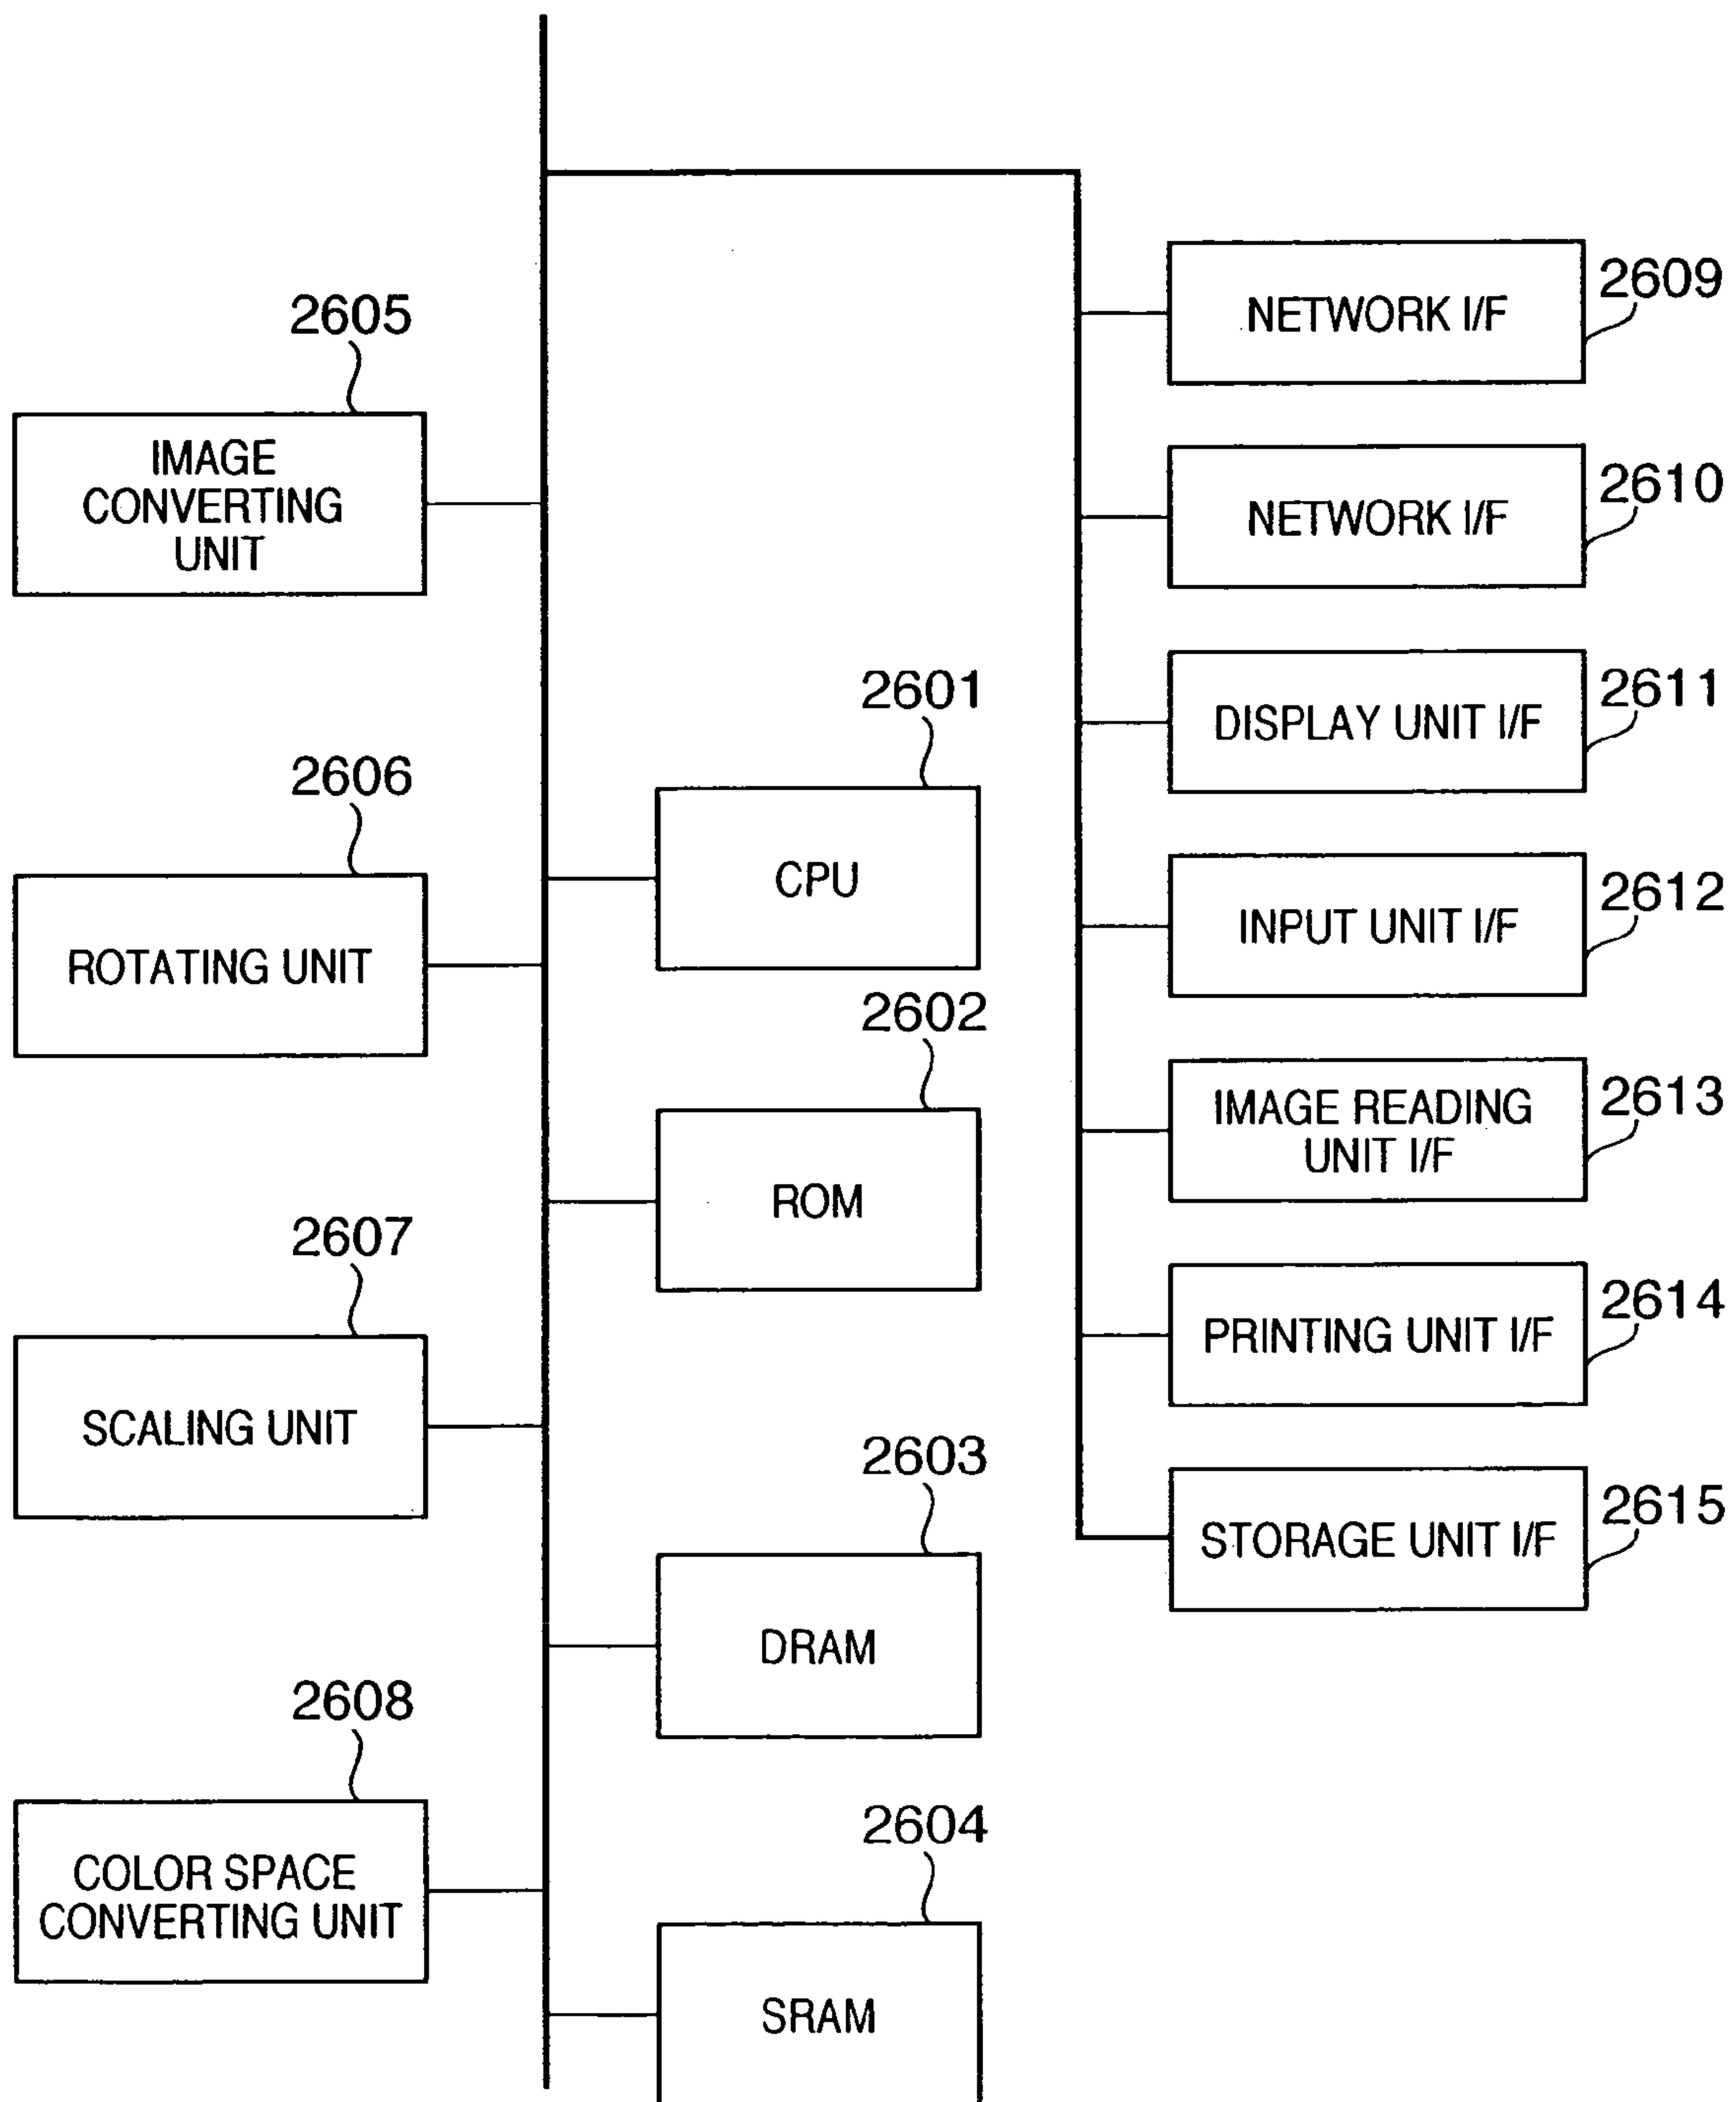 2605
IMAGE
CONVERTING
UNIT
2606
ROTATING UNIT
2607
SCALING UNIT
2608
COLOR SPACE
CONVERTING UNIT
2601
CPU
2602
ROM
2603
DRAM
2604
SRAM
2609
NETWORK I/F
2610
NETWORK I/F
2611
DISPLAY UNIT I/F
2612
INPUT UNIT I/F
2613
IMAGE READING
UNIT I/F
2614
PRINTING UNIT I/F
2615
STORAGE UNIT I/F